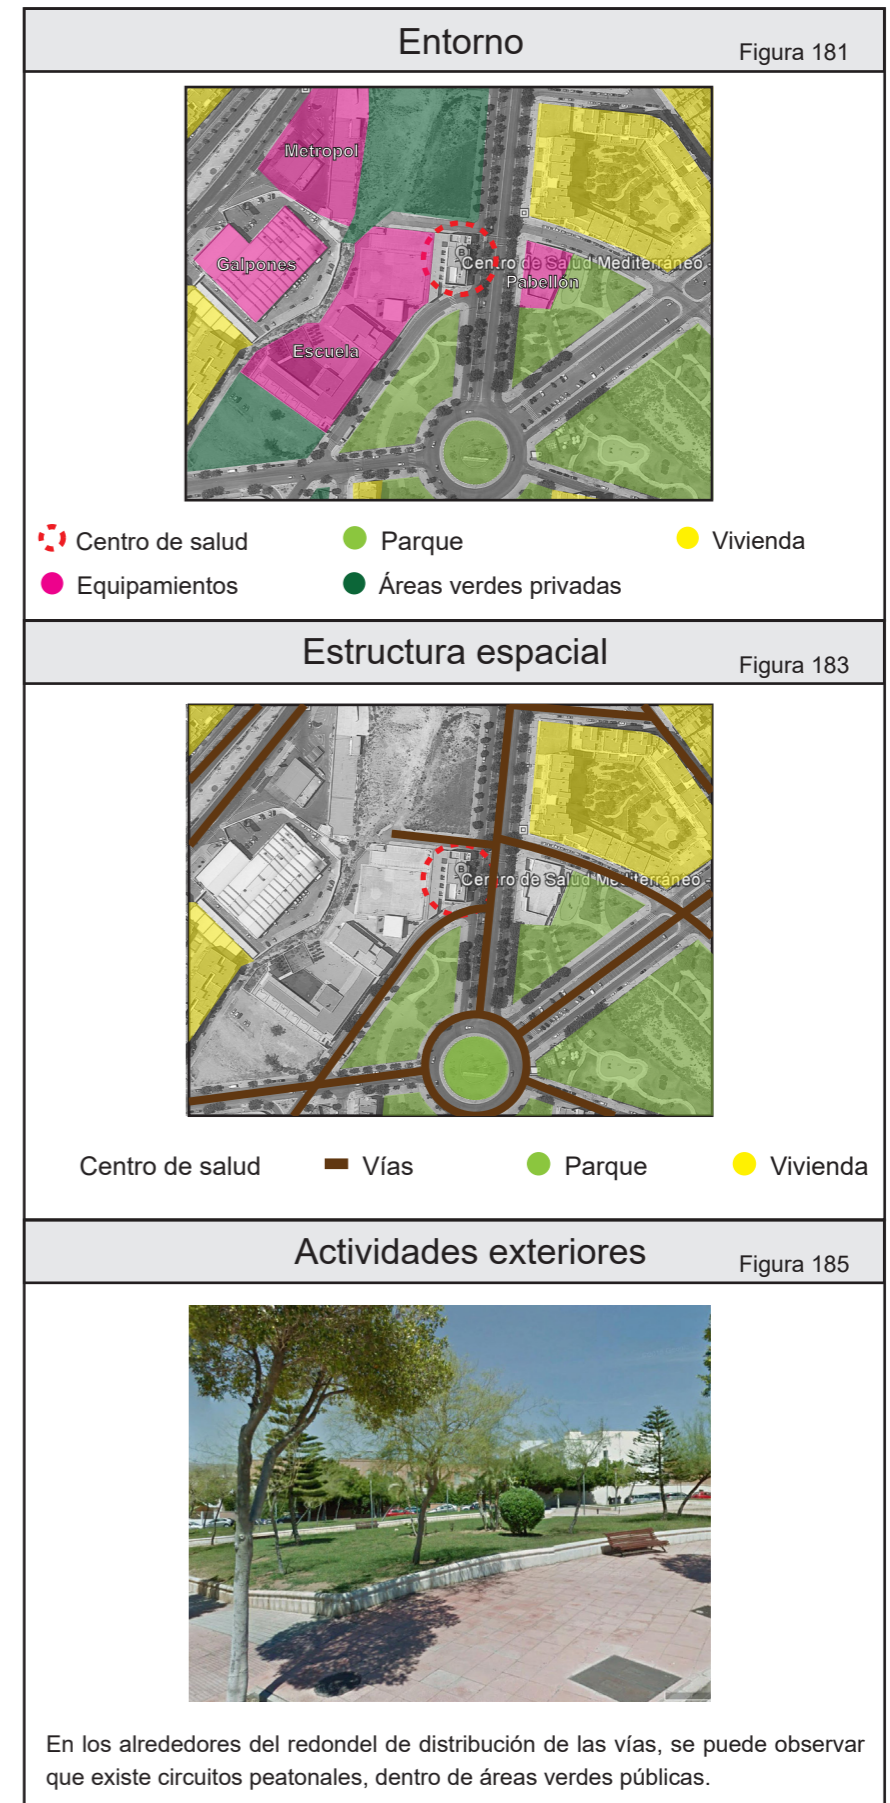 Entorno
Figura 181
Metropol
Galpones
B
Centro de Salud Mediterráneo -
Pabellón
Escuela
Centro de salud
Parque
Vivienda
Equipamientos
Áreas verdes privadas
Estructura espacial
Figura 183
B
Centro de Salud Mediterráneo -
Centro de salud
Vías
Parque
Vivienda
Actividades exteriores
Figura 185
En los alrededores del redondel de distribución de las vías, se puede observar
que existe circuitos peatonales, dentro de áreas verdes públicas.